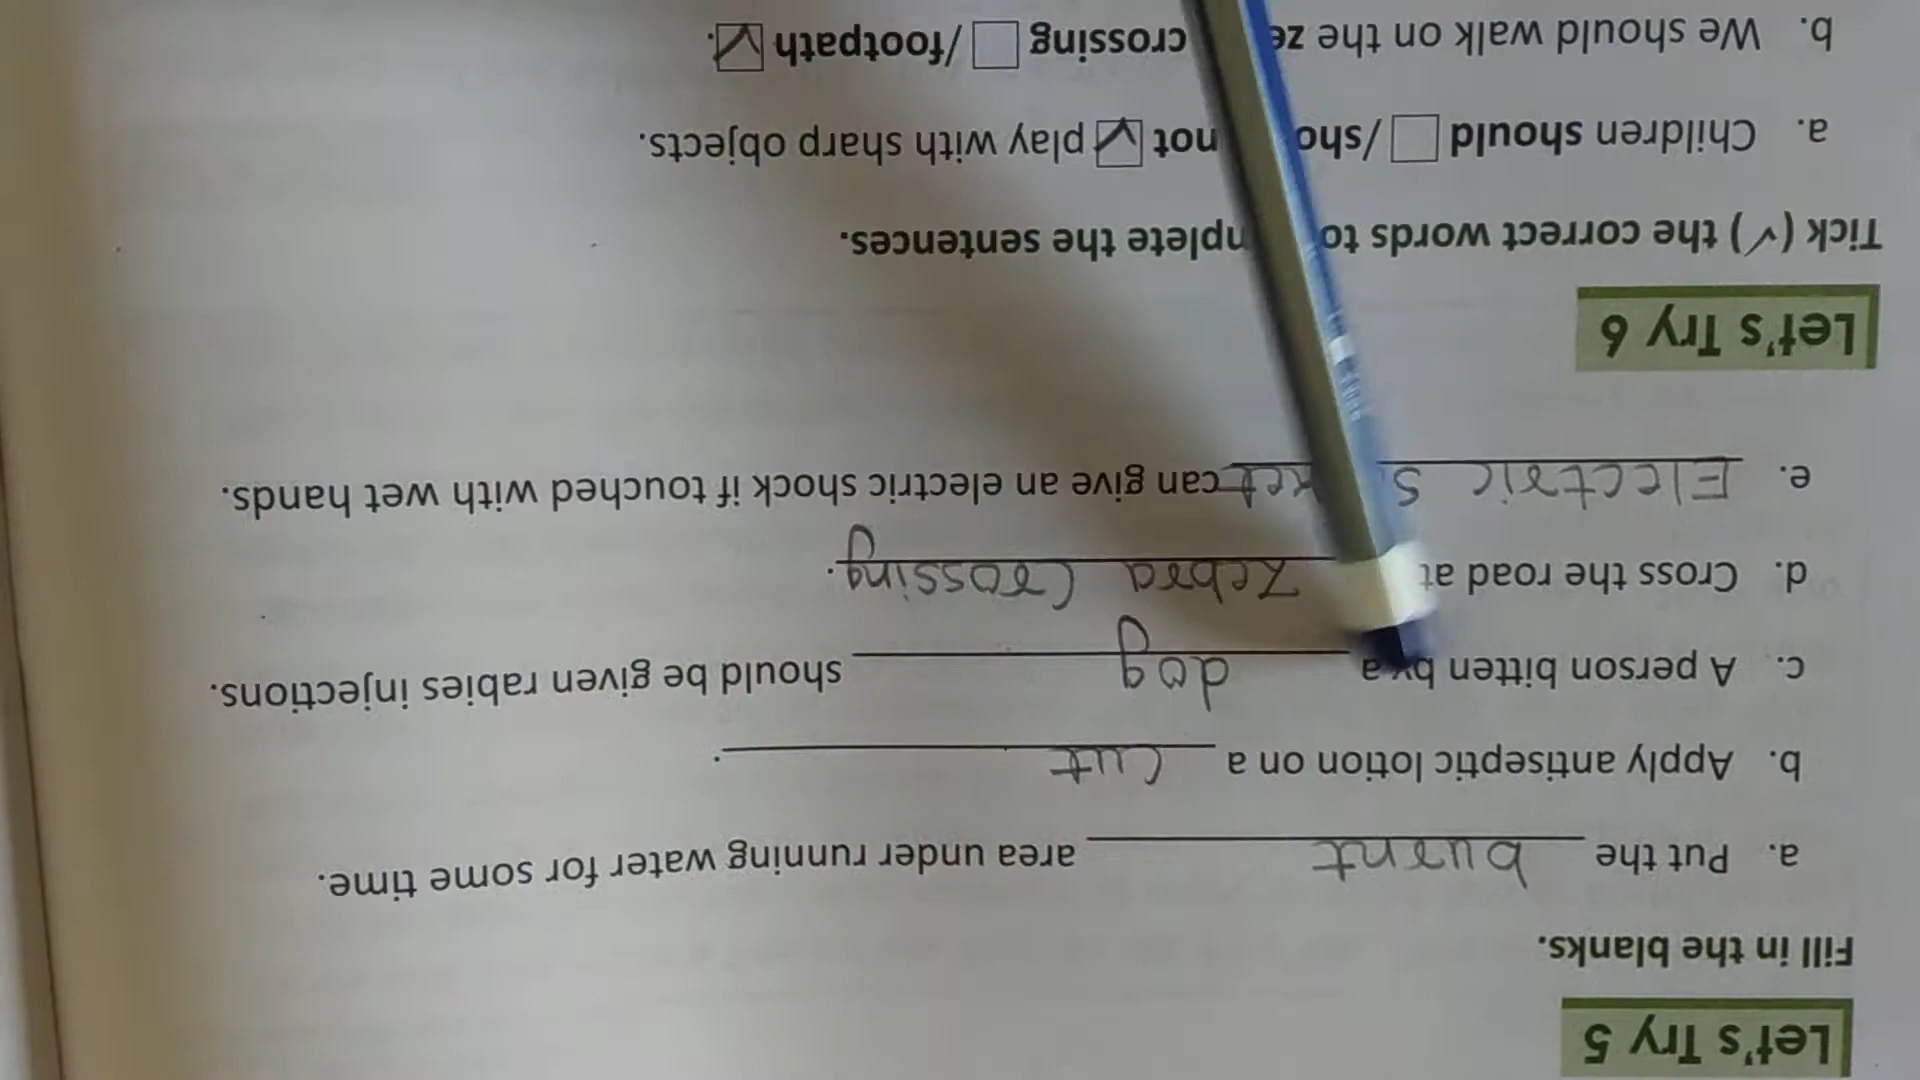 Let's Try 5
Fill in the blanks.
a. Put the burnt area under running water for some time.
b. Apply antiseptic lotion on a Cut.
c. A person bitten by a dog should be given rabies injections.
d. Cross the road at Zebra Crossing.
e. Electric can give an electric shock if touched with wet hands.
Let's Try 6
Tick (✓) the correct words to the sentences.
a. Children should / not ✓ play with sharp objects.
b. We should walk on the crossing /footpath ✓.